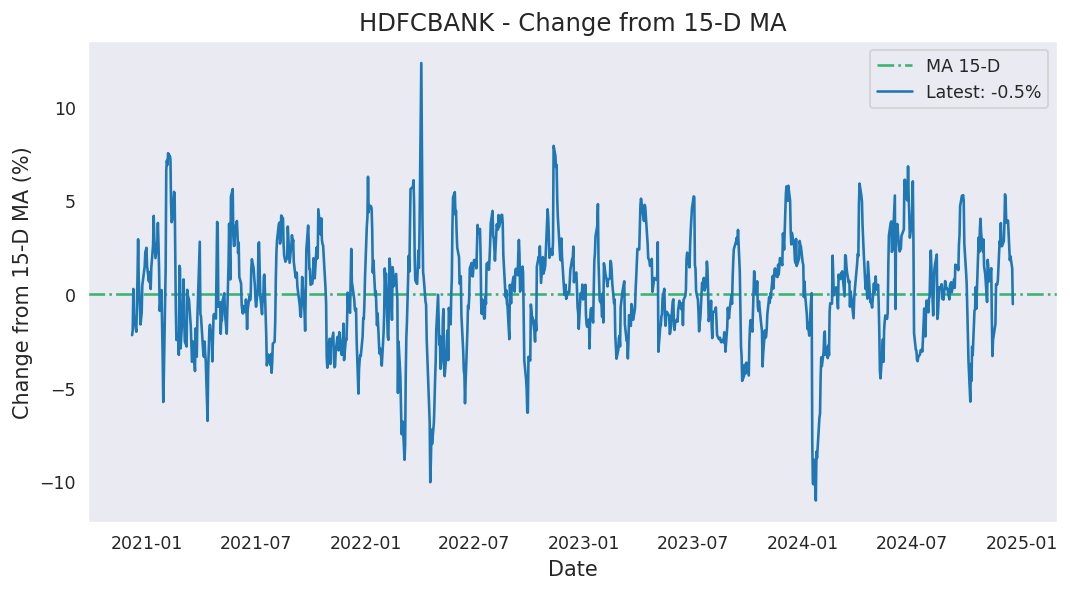 HDFCBANK - Change from 15-D MA
MA 15-D
Latest: -0.5%
Change from 15-D MA (%)
10
5
0
−5
−10
2021-01
2021-07
2022-01
2022-07
2023-01
2023-07
2024-01
2024-07
2025-01
Date